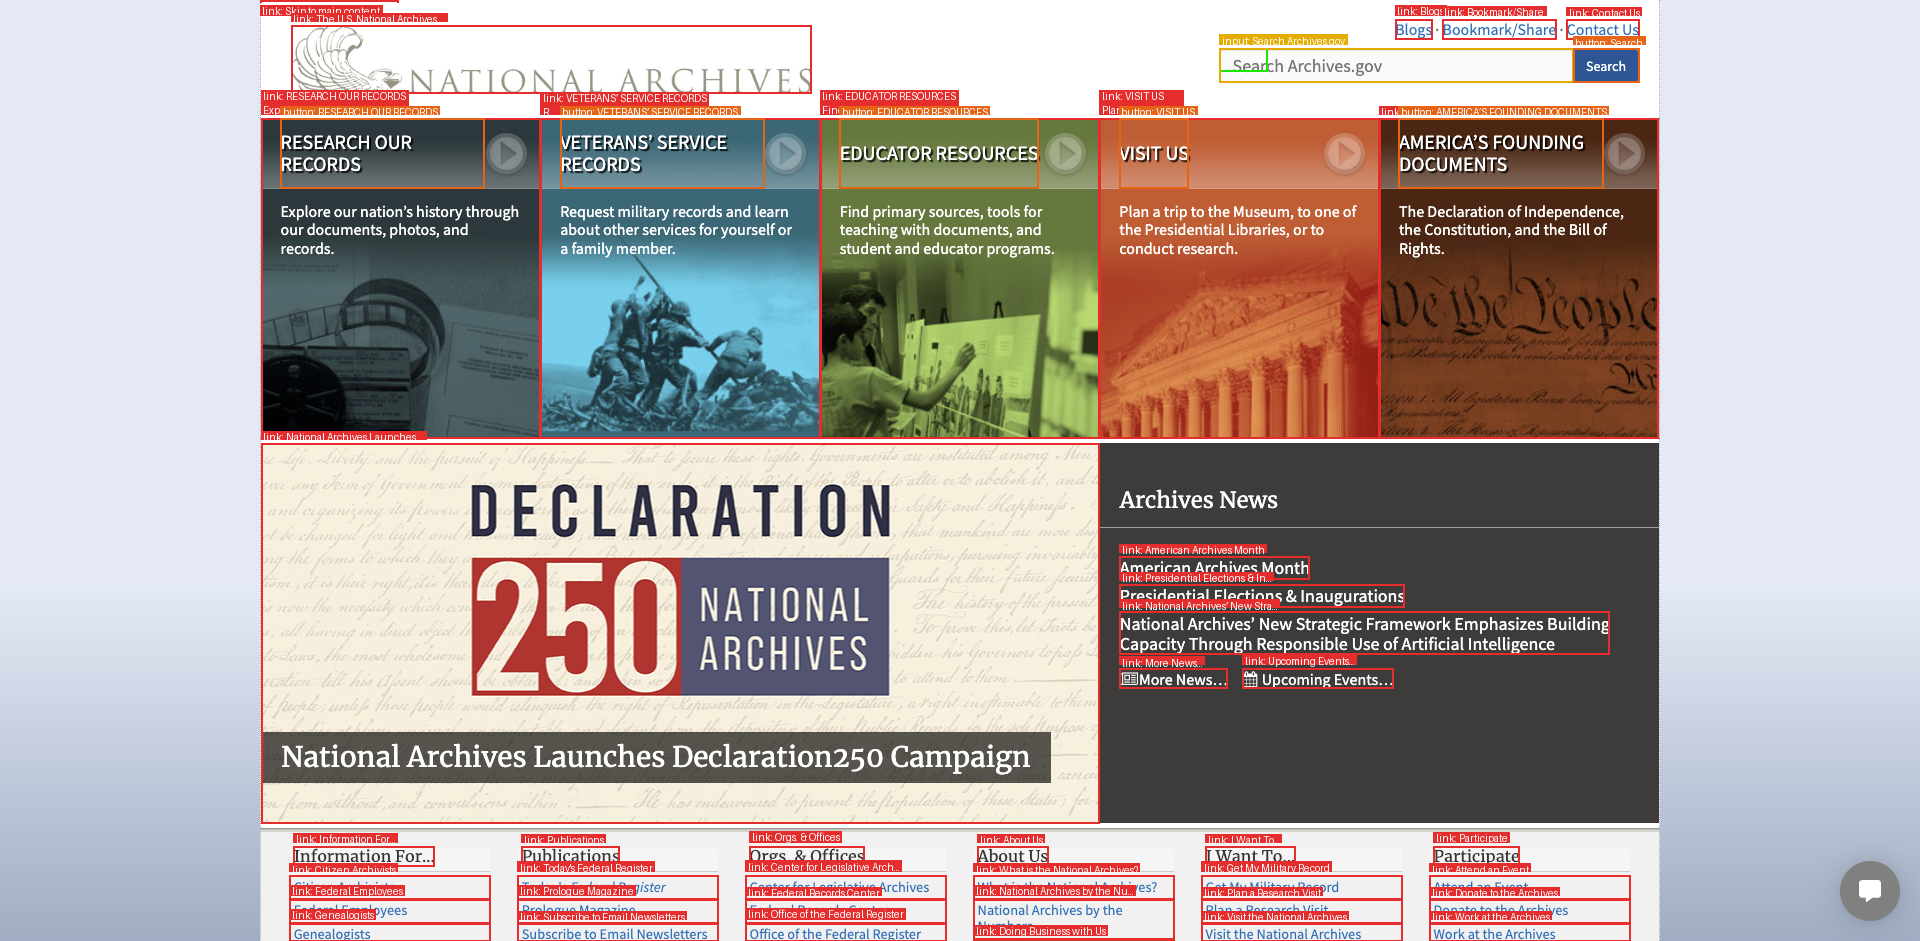 link: Skip to main content
link: The U.S. National Archives
NATIONAL ARCHIVES
link: Blogs
link: Bookmark/Share
link: Contact Us
Blogs · Bookmark/Share · Contact Us
input: Search Archives.gov
button: Search
Search Archives.gov
Search
link: RESEARCH OUR RECORDS
button: RESEARCH OUR RECORDS
RESEARCH OUR
RECORDS
Explore our nation's history through
our documents, photos, and
records.
link: VETERANS' SERVICE RECORDS
button: VETERANS' SERVICE RECORDS
VETERANS' SERVICE
RECORDS
Request military records and learn
about other services for yourself or
a family member.
link: EDUCATOR RESOURCES
button: EDUCATOR RESOURCES
EDUCATOR RESOURCES
Find primary sources, tools for
teaching with documents, and
student and educator programs.
link: VISIT US
button: VISIT US
VISIT US
Plan a trip to the Museum, to one of
the Presidential Libraries, or to
conduct research.
button: AMERICA'S FOUNDING DOCUMENTS
AMERICA'S FOUNDING
DOCUMENTS
The Declaration of Independence,
the Constitution, and the Bill of
Rights.
We the People
link: National Archives Launches
DECLARATION
250
NATIONAL
ARCHIVES
National Archives Launches Declaration250 Campaign
Archives News
link: American Archives Month
American Archives Month
link: Presidential Elections & In...
Presidential Elections & Inaugurations
link: National Archives' New Stra...
National Archives' New Strategic Framework Emphasizes Building
Capacity Through Responsible Use of Artificial Intelligence
link: More News...
link: Upcoming Events...
More News…
Upcoming Events…
link: Information For...
Information For…
link: Citizen Archivists
link: Federal Employees
Federal Employees
link: Genealogists
Genealogists
link: Publications
Publications
link: Today's Federal Register
Today's Federal Register
link: Prologue Magazine
Prologue Magazine
link: Subscribe to Email Newsletters
Subscribe to Email Newsletters
link: Orgs. & Offices
Orgs. & Offices
link: Center for Legislative Arch...
Center for Legislative Archives
link: Federal Records Center
link: Office of the Federal Register
Office of the Federal Register
link: About Us
About Us
link: What is the National Archives?
What is the National Archives?
link: National Archives by the Nu...
National Archives by the
Numbers
link: Doing Business with Us
link: I Want To...
I Want To…
link: Get My Military Record
Get My Military Record
link: Plan a Research Visit
Plan a Research Visit
link: Visit the National Archives
Visit the National Archives
link: Participate
Participate
link: Attend an Event
Attend an Event
link: Donate to the Archives
Donate to the Archives
link: Work at the Archives
Work at the Archives